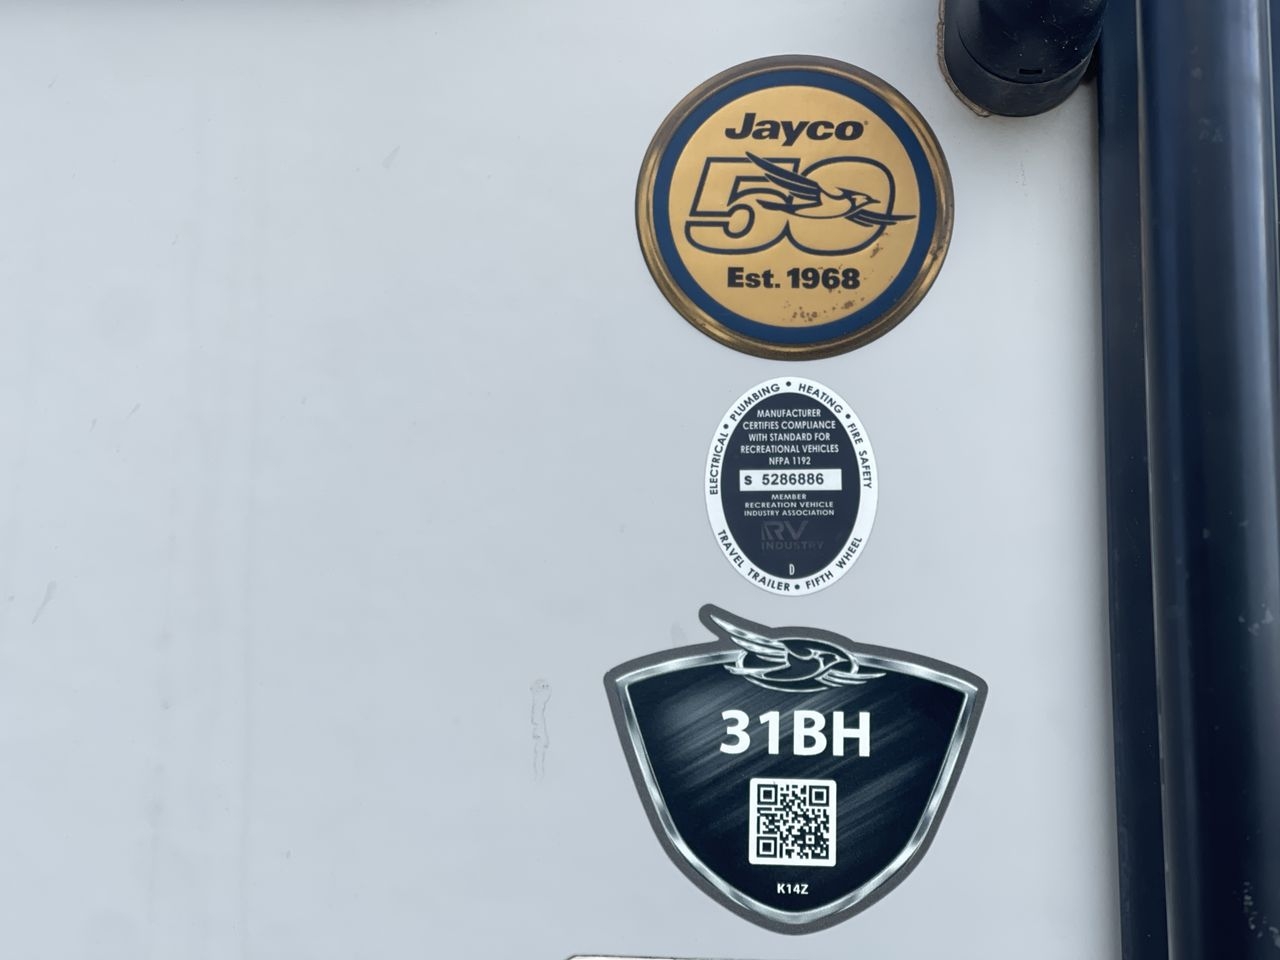 Jayco
50
Est. 1968
ELECTRICAL • PLUMBING • HEATING • FIRE SAFETY
MANUFACTURER
CERTIFIES COMPLIANCE
WITH STANDARD FOR
RECREATIONAL VEHICLES
NFPA 1192
S 5286886
MEMBER
RECREATION VEHICLE
INDUSTRY ASSOCIATION
RV
INDUSTRY
D
TRAVEL TRAILER • FIFTH WHEEL
31BH
K14Z